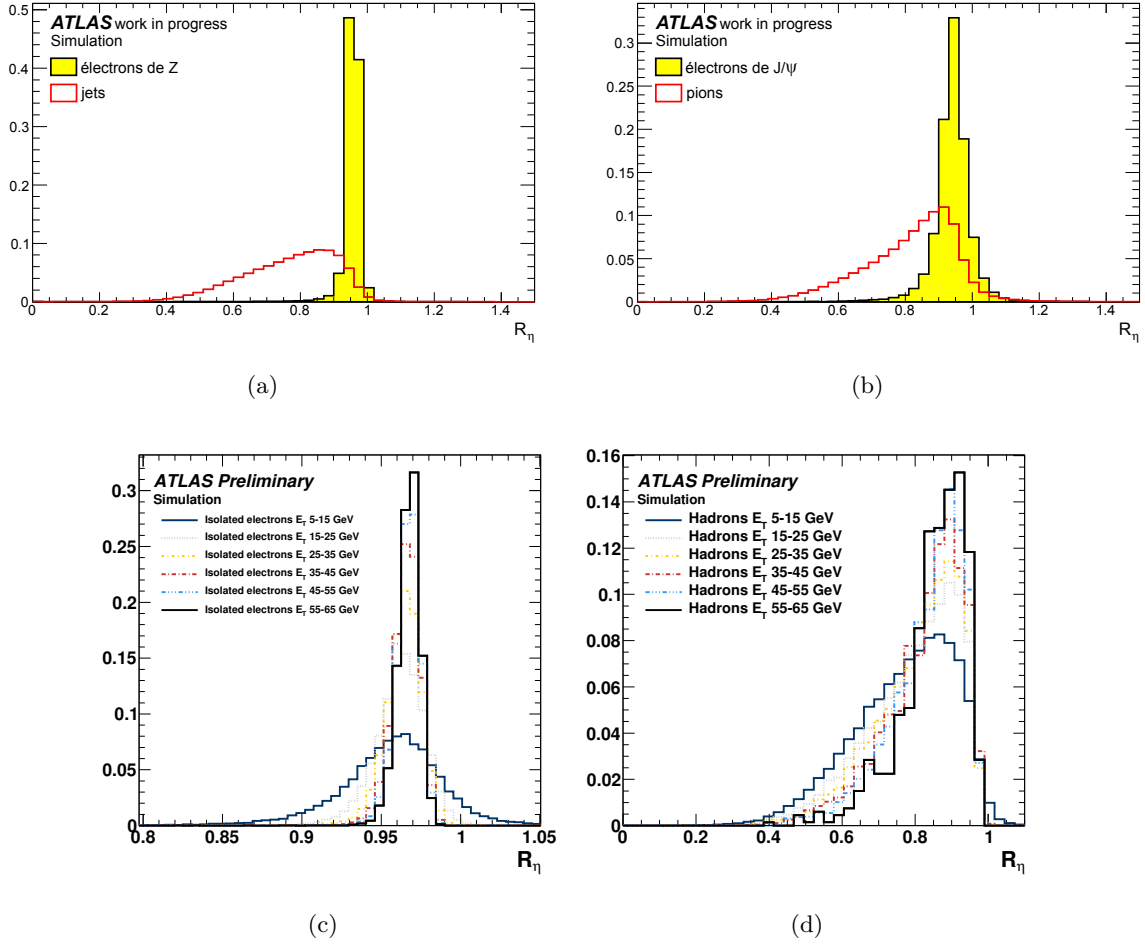 ATLAS work in progress
Simulation
électrons de Z
jets
0.5
0.4
0.3
0.2
0.1
0
0 0.2 0.4 0.6 0.8 1 1.2 1.4
Rη
(a)
ATLAS work in progress
Simulation
électrons de J/ψ
pions
0.3
0.25
0.2
0.15
0.1
0.05
0
0 0.2 0.4 0.6 0.8 1 1.2 1.4
Rη
(b)
ATLAS Preliminary
Simulation
Isolated electrons ET 5-15 GeV
Isolated electrons ET 15-25 GeV
Isolated electrons ET 25-35 GeV
Isolated electrons ET 35-45 GeV
Isolated electrons ET 45-55 GeV
Isolated electrons ET 55-65 GeV
0.3
0.25
0.2
0.15
0.1
0.05
0
0.8 0.85 0.9 0.95 1 1.05
Rη
(c)
ATLAS Preliminary
Simulation
Hadrons ET 5-15 GeV
Hadrons ET 15-25 GeV
Hadrons ET 25-35 GeV
Hadrons ET 35-45 GeV
Hadrons ET 45-55 GeV
Hadrons ET 55-65 GeV
0.16
0.14
0.12
0.1
0.08
0.06
0.04
0.02
0
0 0.2 0.4 0.6 0.8 1
Rη
(d)